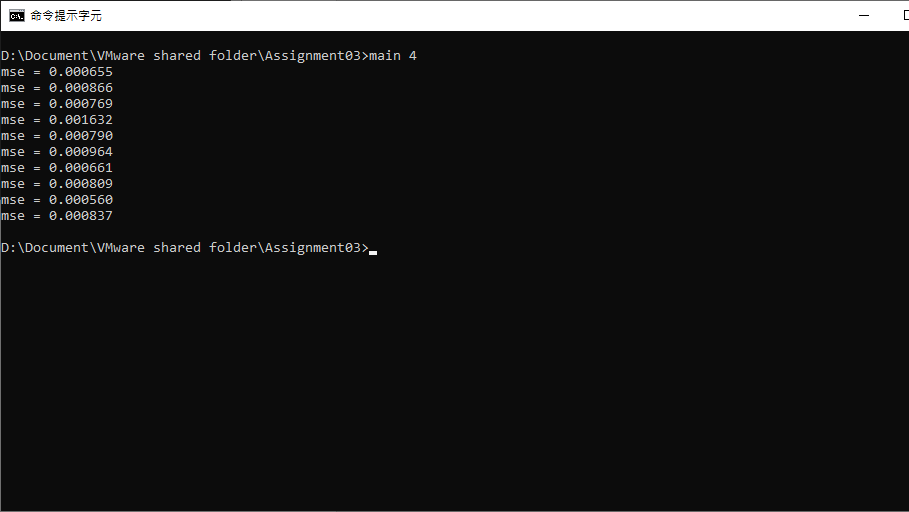 命令提示字元
D:\Document\VMware shared folder\Assignment03>main 4
mse = 0.000655
mse = 0.000866
mse = 0.000769
mse = 0.001632
mse = 0.000790
mse = 0.000964
mse = 0.000661
mse = 0.000809
mse = 0.000560
mse = 0.000837
D:\Document\VMware shared folder\Assignment03>